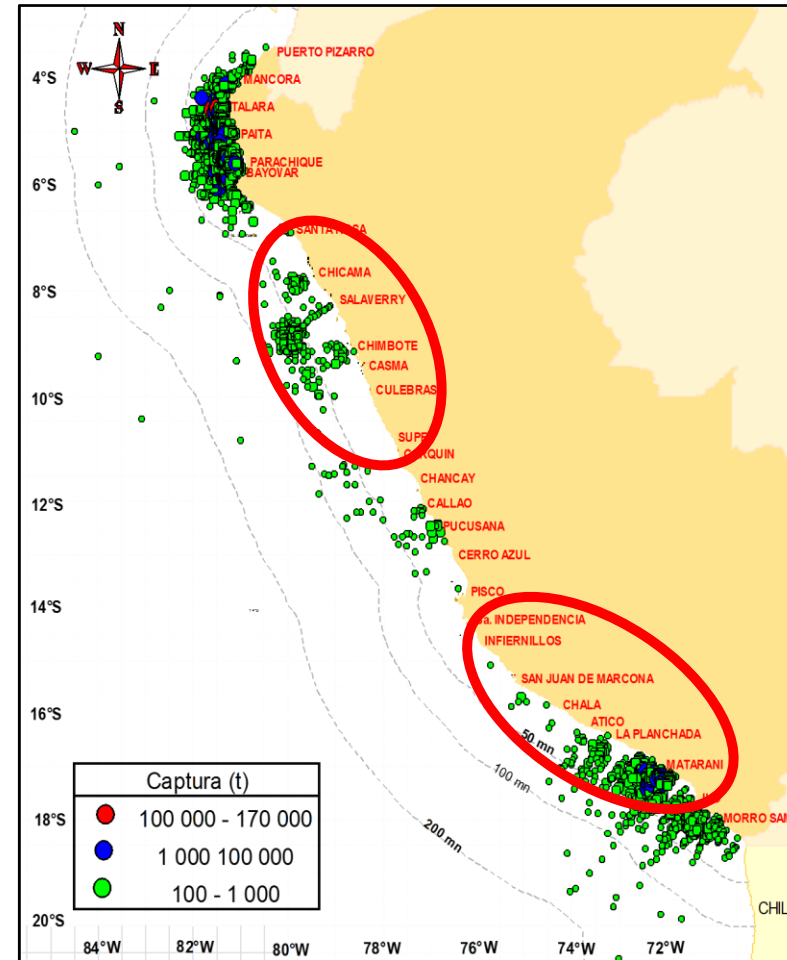 N
W
E
S
PUERTO PIZARRO
4°S
MANCORA
TALARA
PAITA
PARACHIQUE
BAYOVAR
6°S
SANTA ROSA
CHICAMA
8°S
SALAVERRY
CHIMBOTE
CASMA
CULEBRAS
10°S
SUPE
CHANCAY
12°S
CALLAO
PUCUSANA
CERRO AZUL
PISCO
14°S
INDEPENDENCIA
INFIERNILLOS
SAN JUAN DE MARCONA
CHALA
16°S
ATICO
LA PLANCHADA
50 mn
MATARANI
100 mn
200 mn
MORRO SAM
18°S
Captura (t)
100 000 - 170 000
1 000 100 000
100 - 1 000
CHIL
20°S
84°W 82°W 80°W 78°W 76°W 74°W 72°W